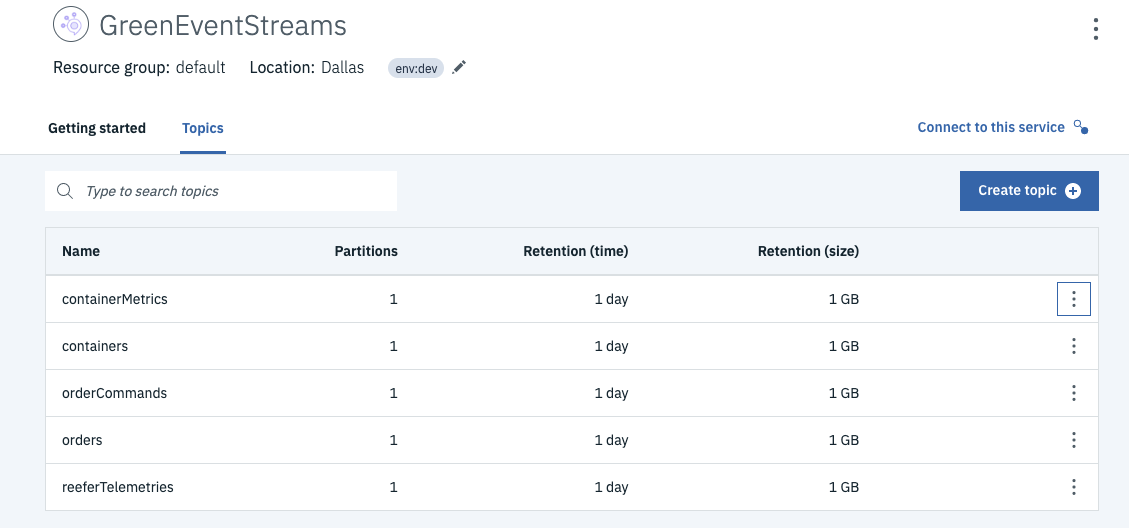 GreenEventStreams
Resource group: default Location: Dallas env:dev
Getting started Topics Connect to this service
Type to search topics Create topic
Name Partitions Retention (time) Retention (size)
containerMetrics 1 1 day 1 GB
containers 1 1 day 1 GB
orderCommands 1 1 day 1 GB
orders 1 1 day 1 GB
reeferTelemetries 1 1 day 1 GB